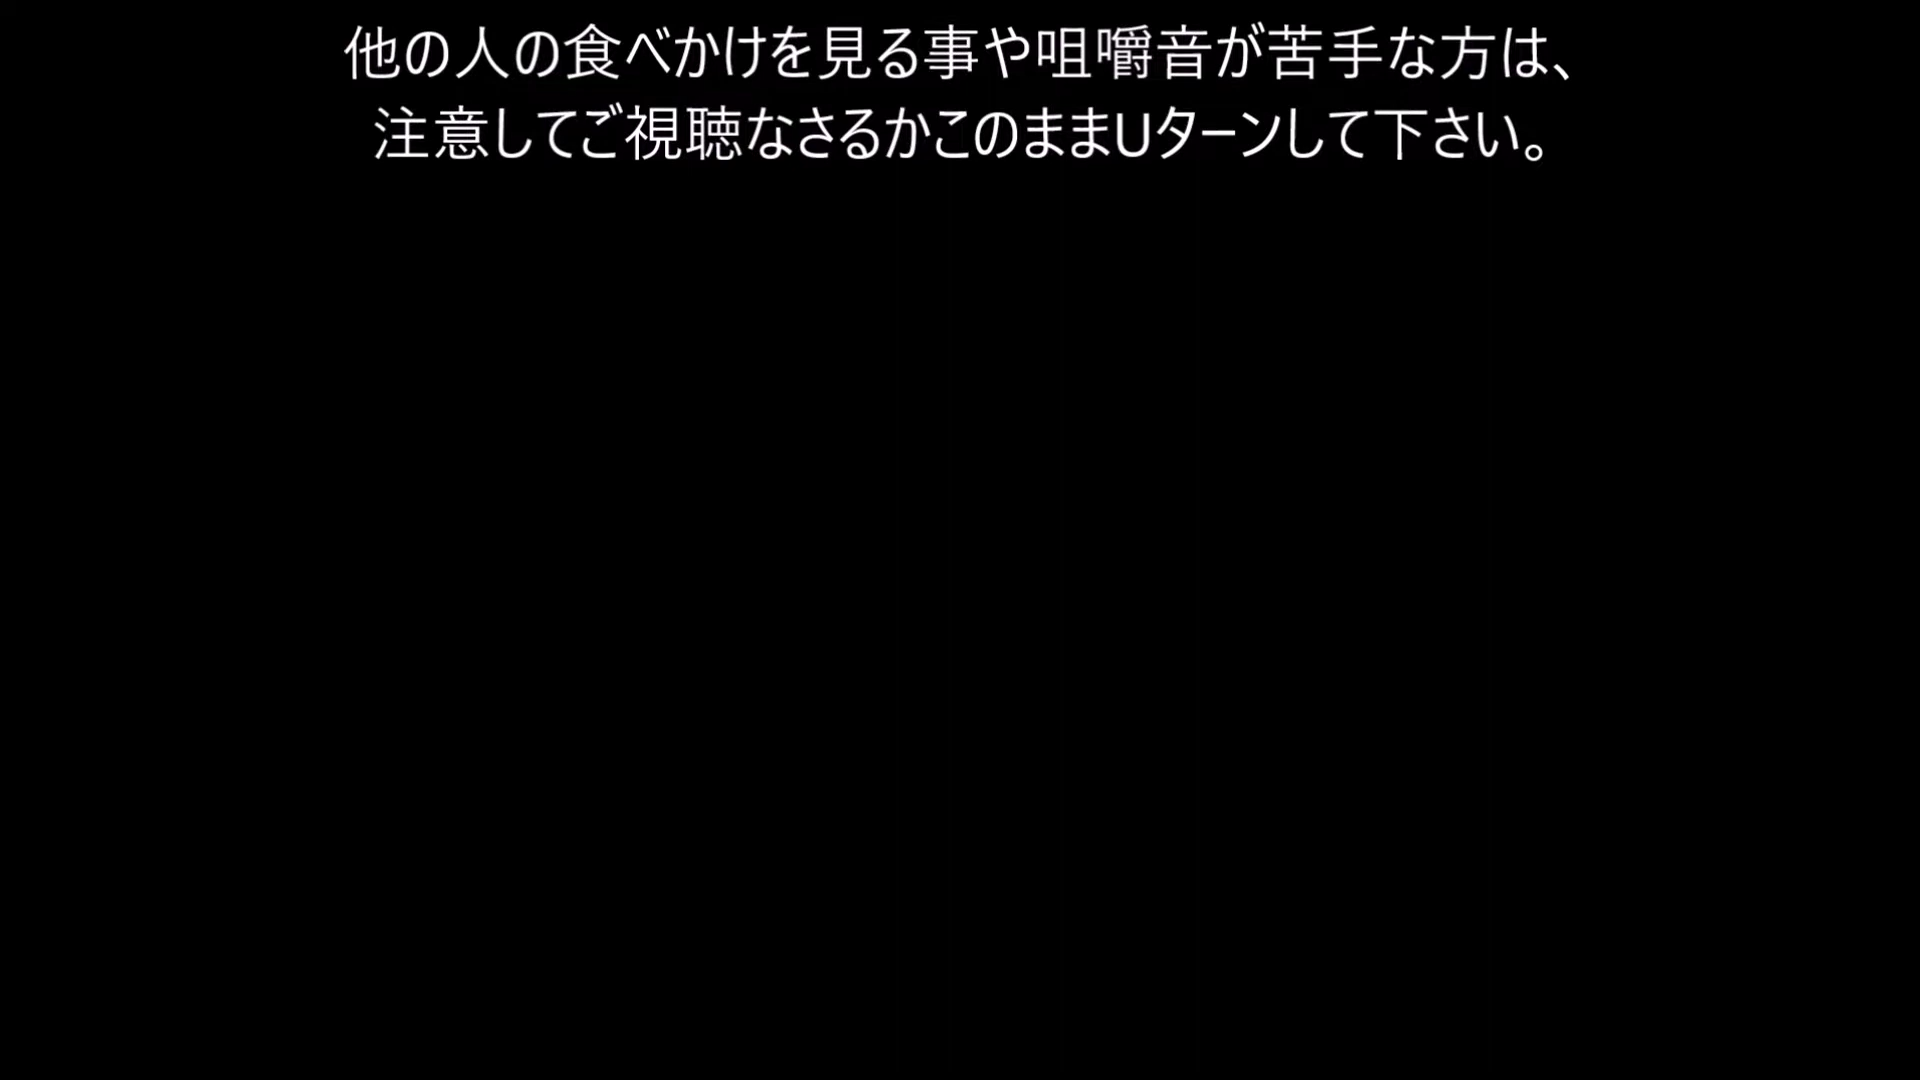 他の人の食べかけを見る事や咀嚼音が苦手な方は、
注意してご視聴なさるかこのままUターンして下さい。